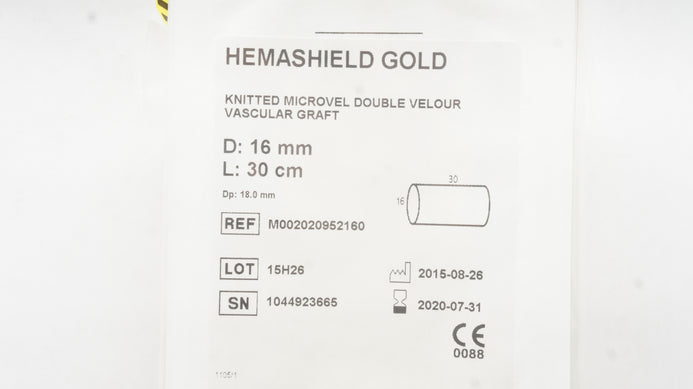 HEMASHIELD GOLD
KNITTED MICROVEL DOUBLE VELOUR
VASCULAR GRAFT
D: 16 mm
L: 30 cm
Dp: 18.0 mm
30
16
REF M002020952160
LOT 15H26
2015-08-26
SN 1044923665
2020-07-31
CE
0088